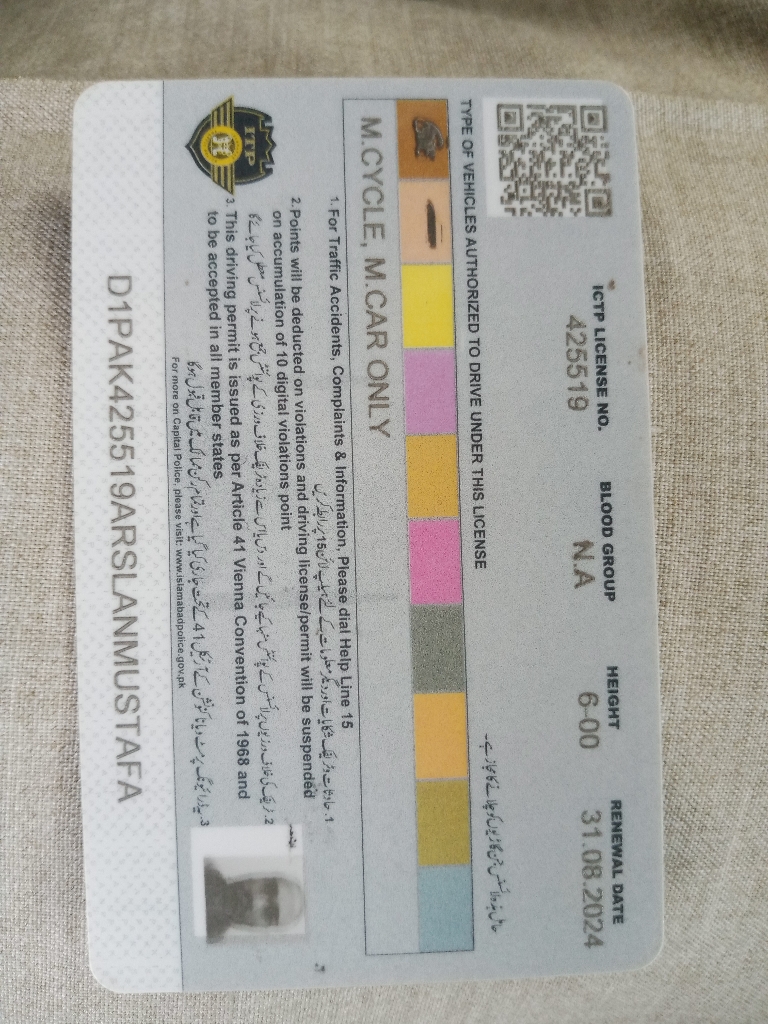 ICTP LICENSE NO.
425519
BLOOD GROUP
N.A
HEIGHT
6-00
RENEWAL DATE
31.08.2024
TYPE OF VEHICLES AUTHORIZED TO DRIVE UNDER THIS LICENSE
M.CYCLE, M.CAR ONLY
ITP
1. For Traffic Accidents, Complaints & Information, Please dial Help Line 15
2. Points will be deducted on violations and driving license/permit will be suspended
on accumulation of 10 digital violations point
3. This driving permit is issued as per Article 41 Vienna Convention of 1968 and
to be accepted in all member states
For more on Capital Police, please visit: www.islamabadpolice.gov.pk
D1PAK425519ARSLANMUSTAFA